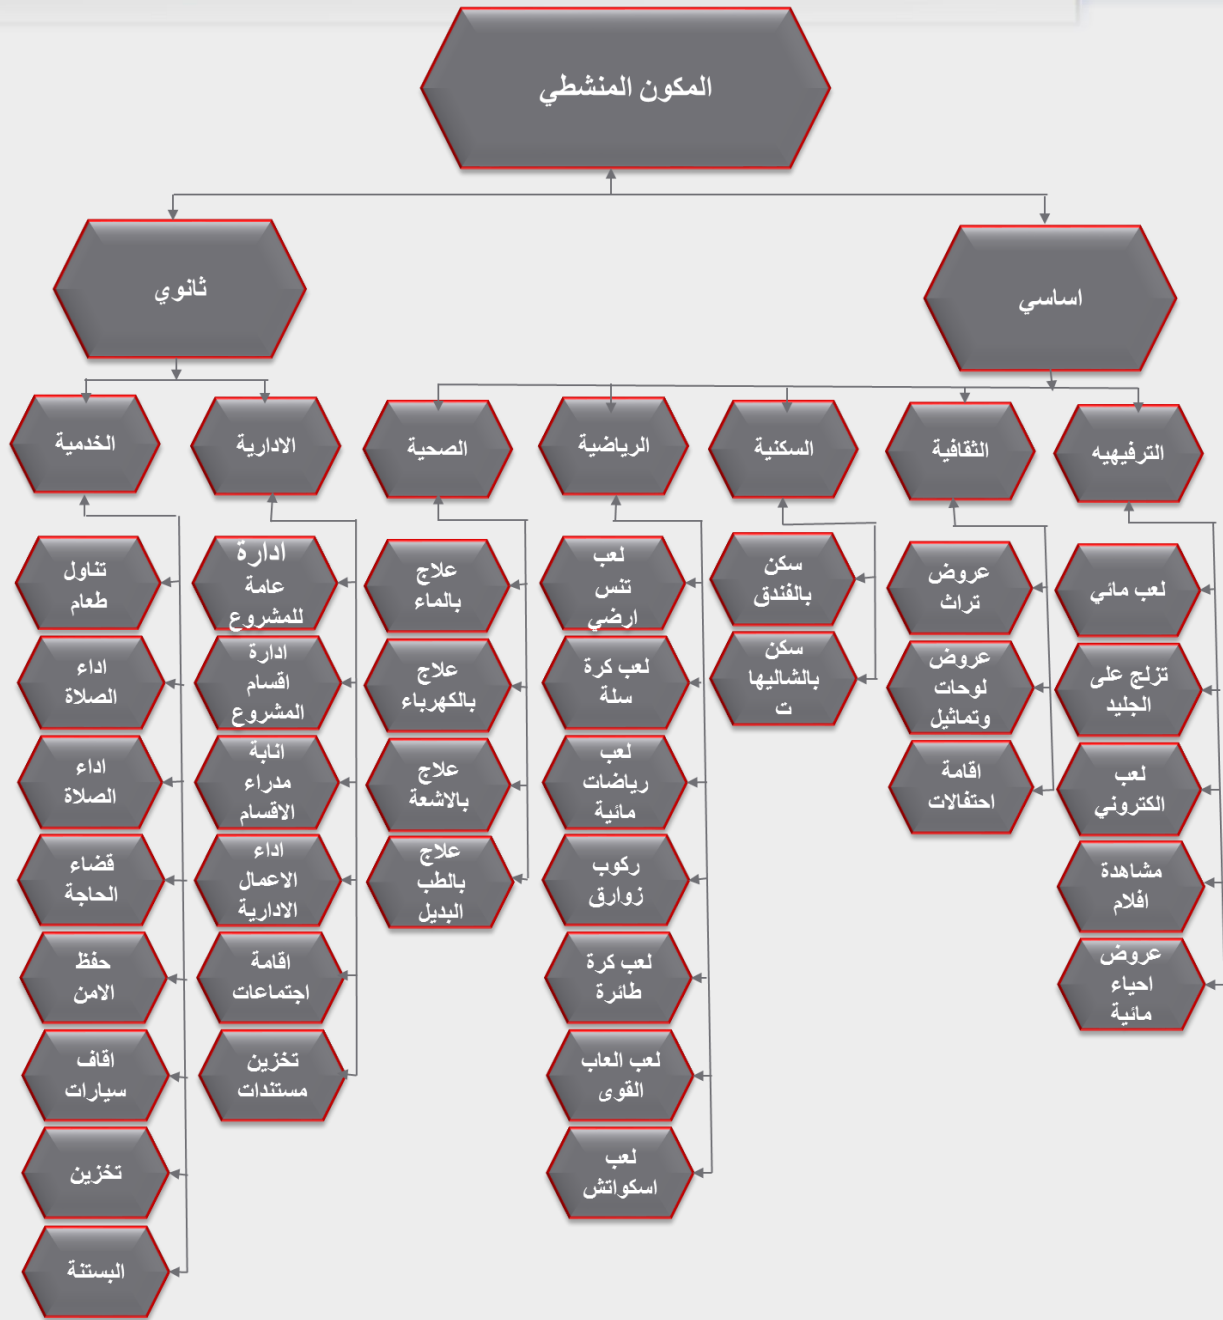 المكون المنشطي
اساسي
ثانوي
الترفيهيه
الثقافية
السكنية
الرياضية
الصحية
الادارية
الخدمية
لعب مائي
تزلج على
الجليد
لعب
الكتروني
مشاهدة
افلام
عروض
احياء
مائية
عروض
تراث
عروض
لوحات
وتماثيل
اقامة
احتفالات
سكن
بالفندق
سكن
بالشاليها
ت
لعب
تنس
ارضي
لعب كرة
سلة
لعب
رياضات
مائية
ركوب
زوارق
لعب كرة
طائرة
لعب العاب
القوى
لعب
اسكواتش
علاج
بالماء
علاج
بالكهرباء
علاج
بالاشعة
علاج
بالطب
البديل
ادارة
عامة
للمشروع
ادارة
اقسام
المشروع
انابة
مدراء
الاقسام
اداء
الاعمال
الادارية
اقامة
اجتماعات
تخزين
مستندات
تناول
طعام
اداء
الصلاة
اداء
الصلاة
قضاء
الحاجة
حفظ
الامن
اقاف
سيارات
تخزين
البستنة